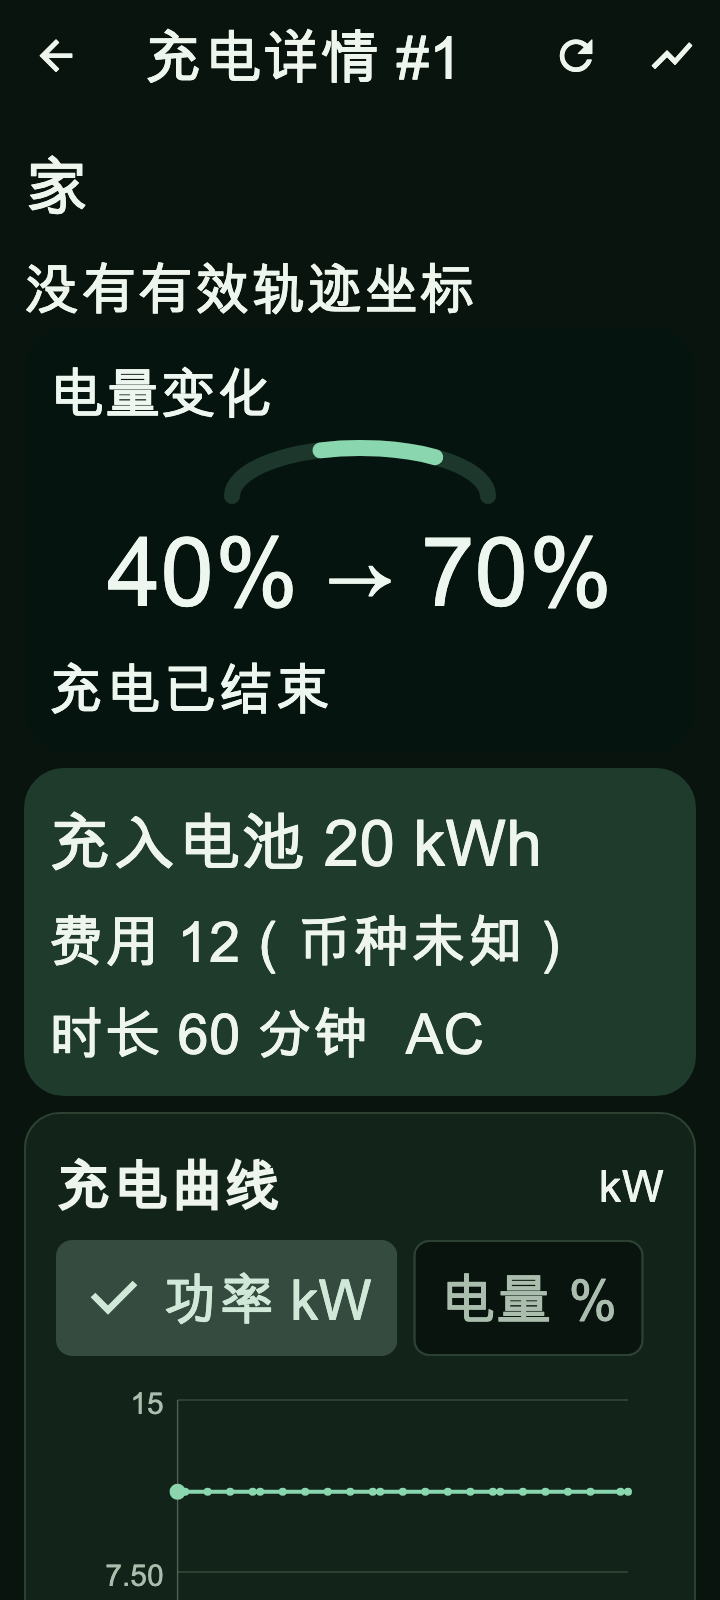 充电详情 #1
家
没有有效轨迹坐标
电量变化
40% → 70%
充电已结束
充入电池 20 kWh
费用 12 ( 币种未知 )
时长 60 分钟 AC
充电曲线 kW
功率 kW 电量 %
15
7.50